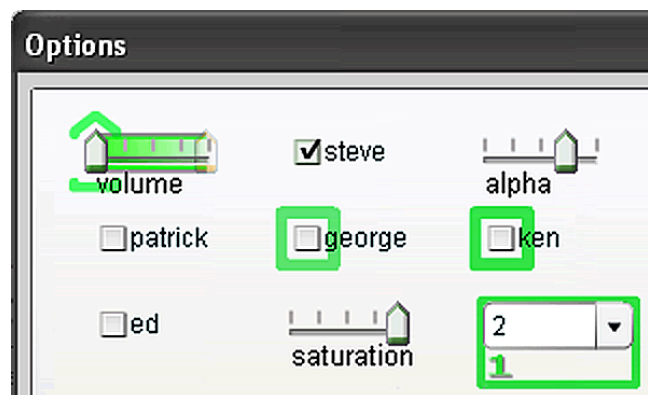 Options
steve
volume
alpha
patrick
george
ken
ed
2
saturation
1